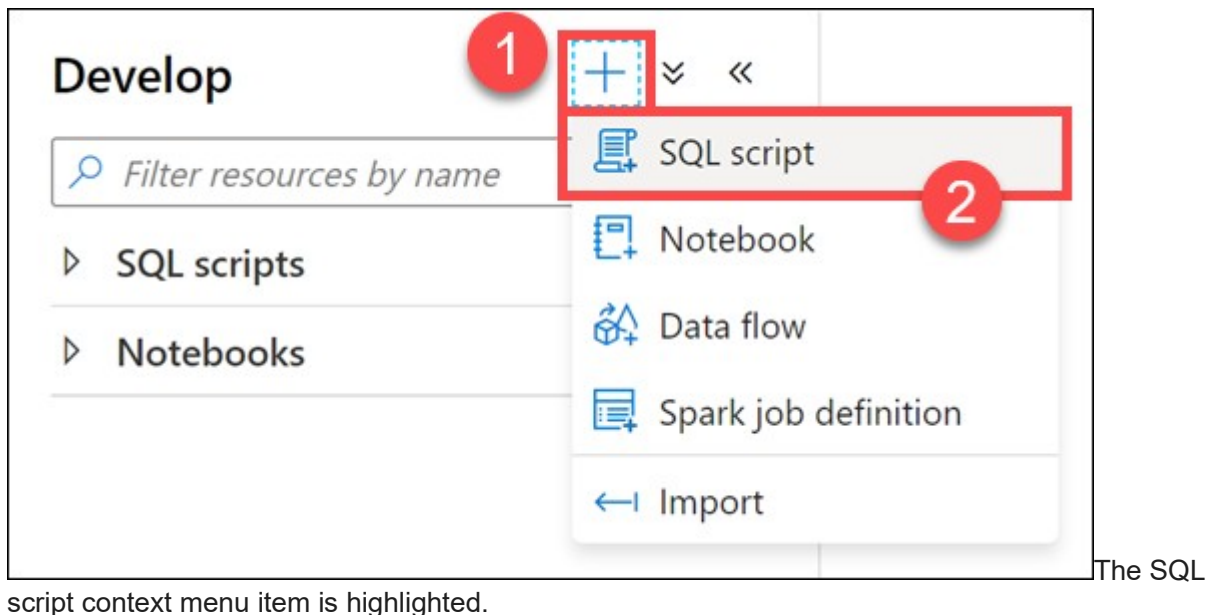 Develop
1
Filter resources by name
SQL scripts
Notebooks
SQL script
2
Notebook
Data flow
Spark job definition
Import
The SQL
script context menu item is highlighted.